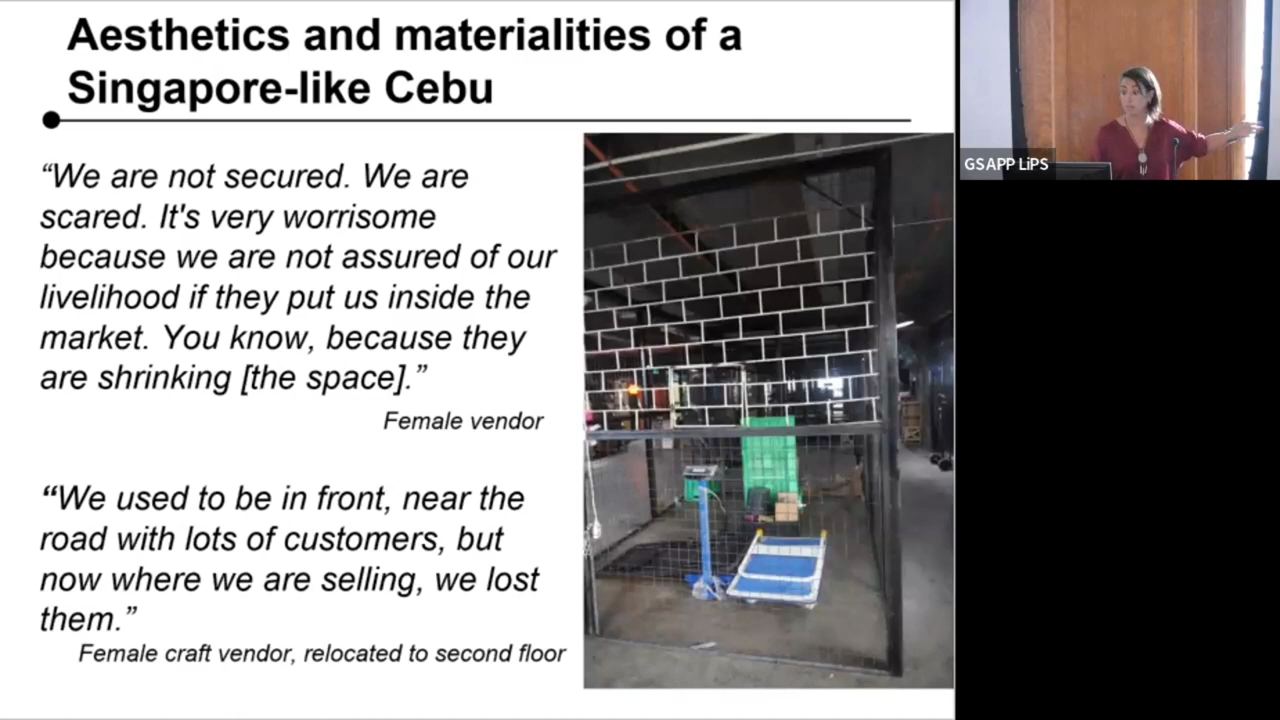 Aesthetics and materialities of a
Singapore-like Cebu
“We are not secured. We are
scared. It's very worrisome
because we are not assured of our
livelihood if they put us inside the
market. You know, because they
are shrinking [the space].”
Female vendor
“We used to be in front, near the
road with lots of customers, but
now where we are selling, we lost
them.”
Female craft vendor, relocated to second floor
GSAPP LiPS